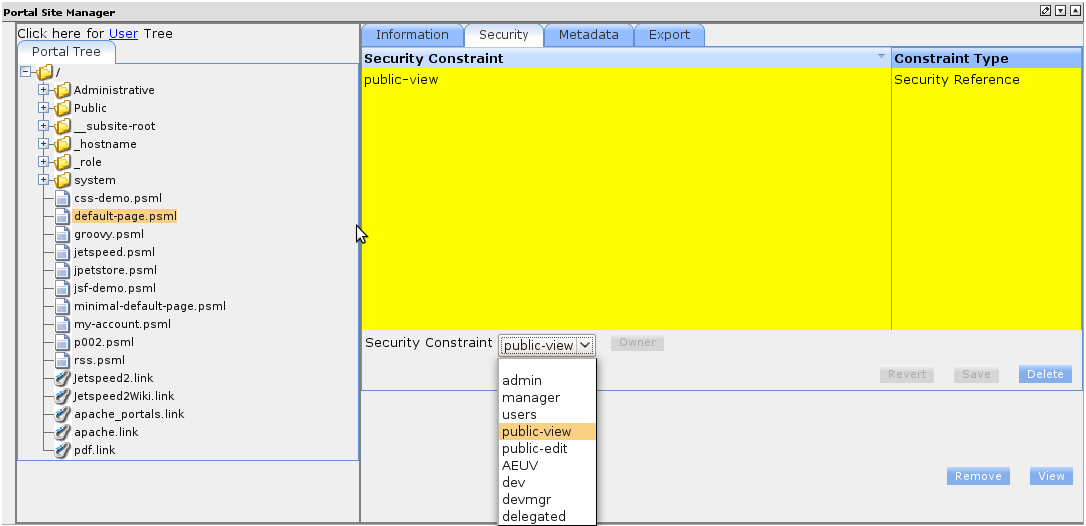 Portal Site Manager
Click here for User Tree
Portal Tree
/
Administrative
Public
__subsite-root
_hostname
_role
system
css-demo.psml
default-page.psml
groovy.psml
jetspeed.psml
jpetstore.psml
jsf-demo.psml
minimal-default-page.psml
my-account.psml
p002.psml
rss.psml
Jetspeed2.link
Jetspeed2Wiki.link
apache_portals.link
apache.link
pdf.link
Information Security Metadata Export
Security Constraint Constraint Type
public-view Security Reference
Security Constraint public-view Owner
admin
manager
users
public-view
public-edit
AEUV
dev
devmgr
delegated
Revert Save Delete
Remove View